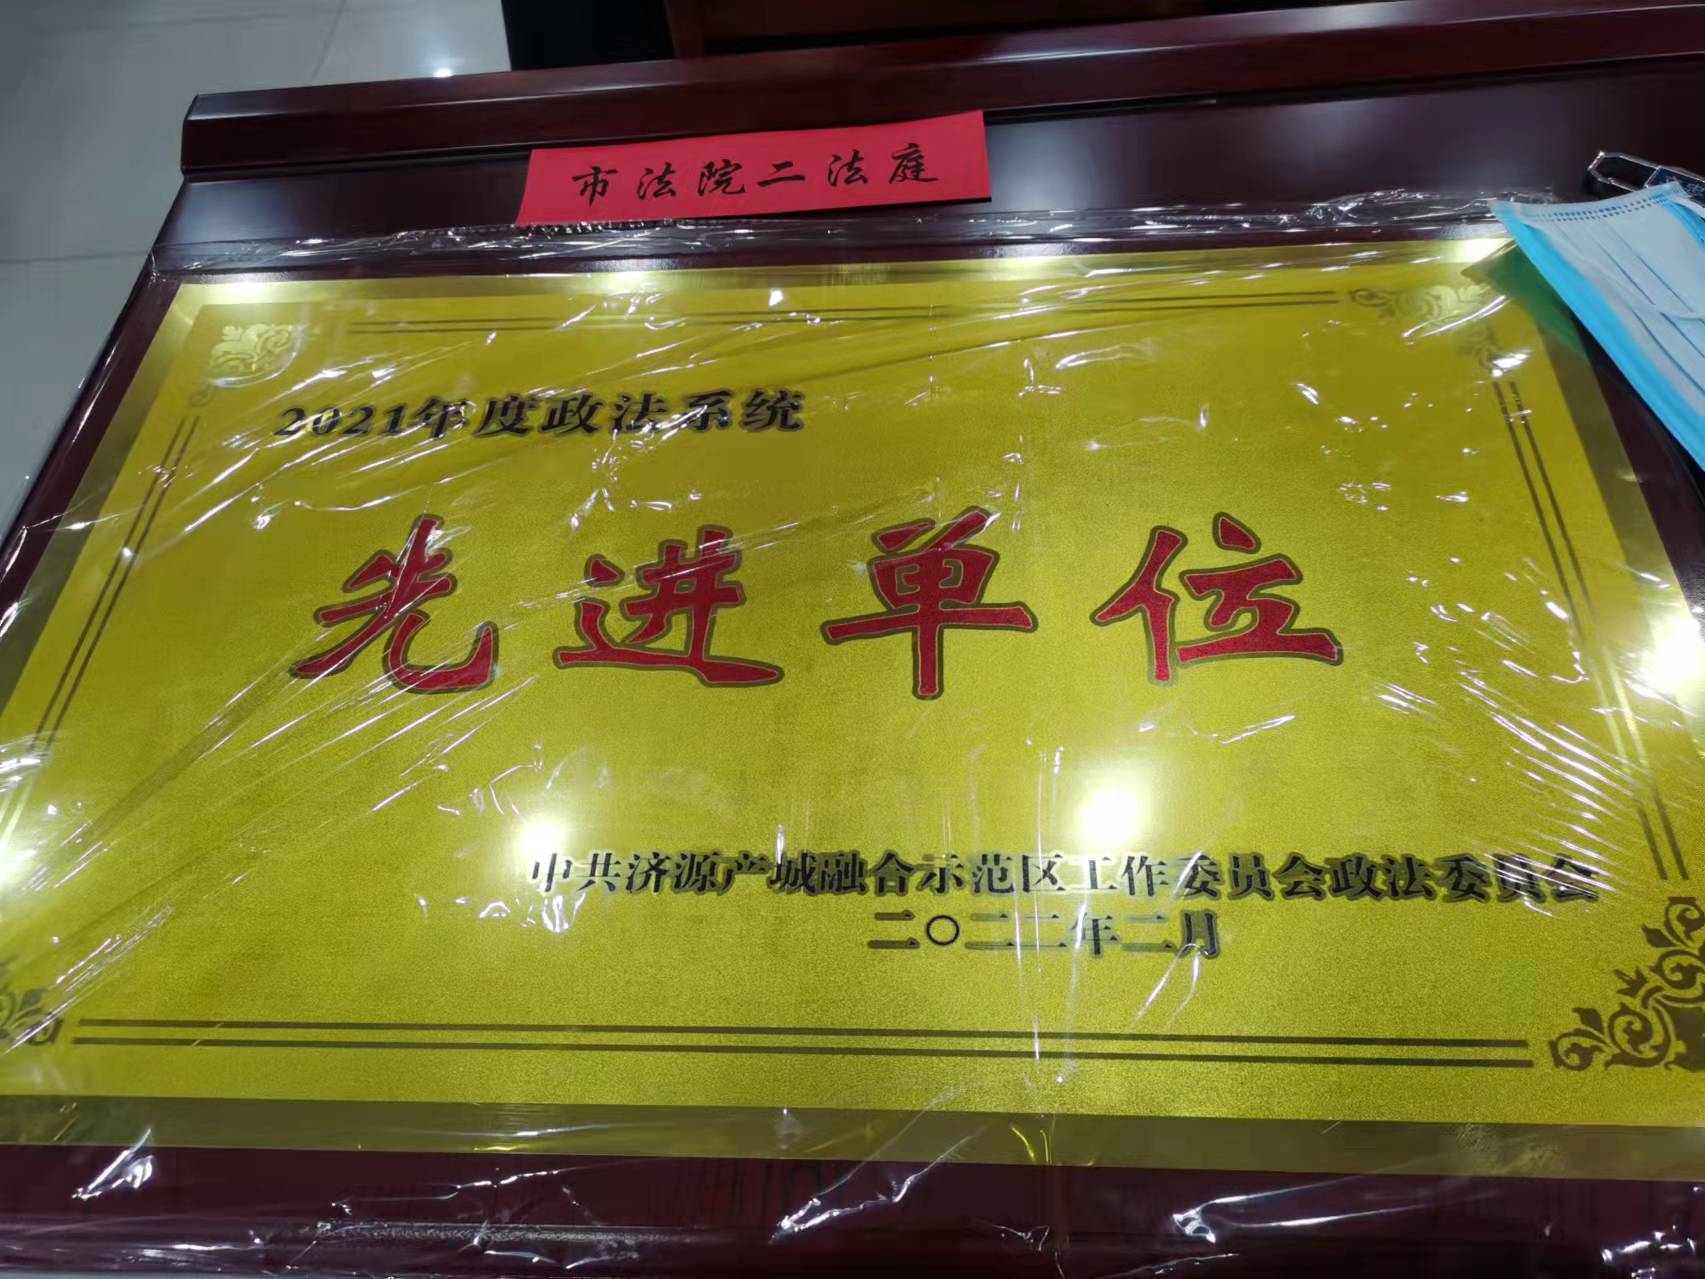 市法院二法庭
2021年度政法系统
先进单位
中共济源产城融合示范区工作委员会政法委员会
二〇二二年二月